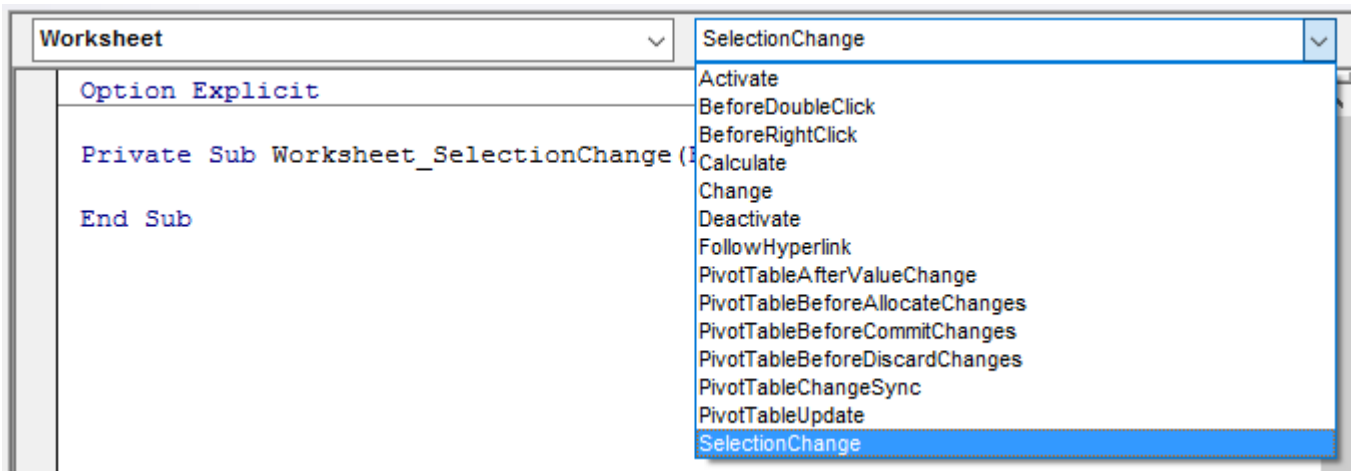 Worksheet
SelectionChange
Option Explicit
Private Sub Worksheet_SelectionChange(
End Sub
Activate
BeforeDoubleClick
BeforeRightClick
Calculate
Change
Deactivate
FollowHyperlink
PivotTableAfterValueChange
PivotTableBeforeAllocateChanges
PivotTableBeforeCommitChanges
PivotTableBeforeDiscardChanges
PivotTableChangeSync
PivotTableUpdate
SelectionChange